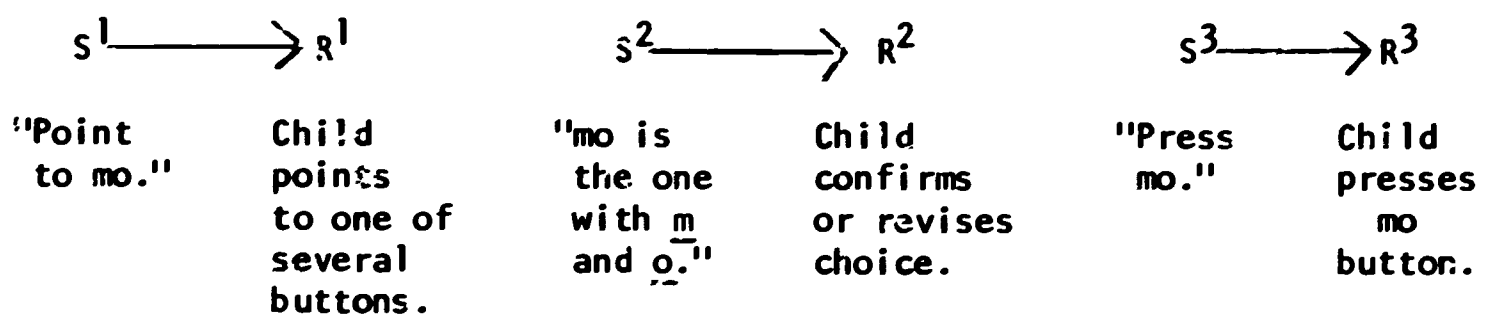 S¹ → R¹ S² → R² S³ → R³
"Point Child "mo is Child "Press Child
to mo." points the one confirms mo." presses
to one of with m or revises mo
several and o." choice. button.
buttons.